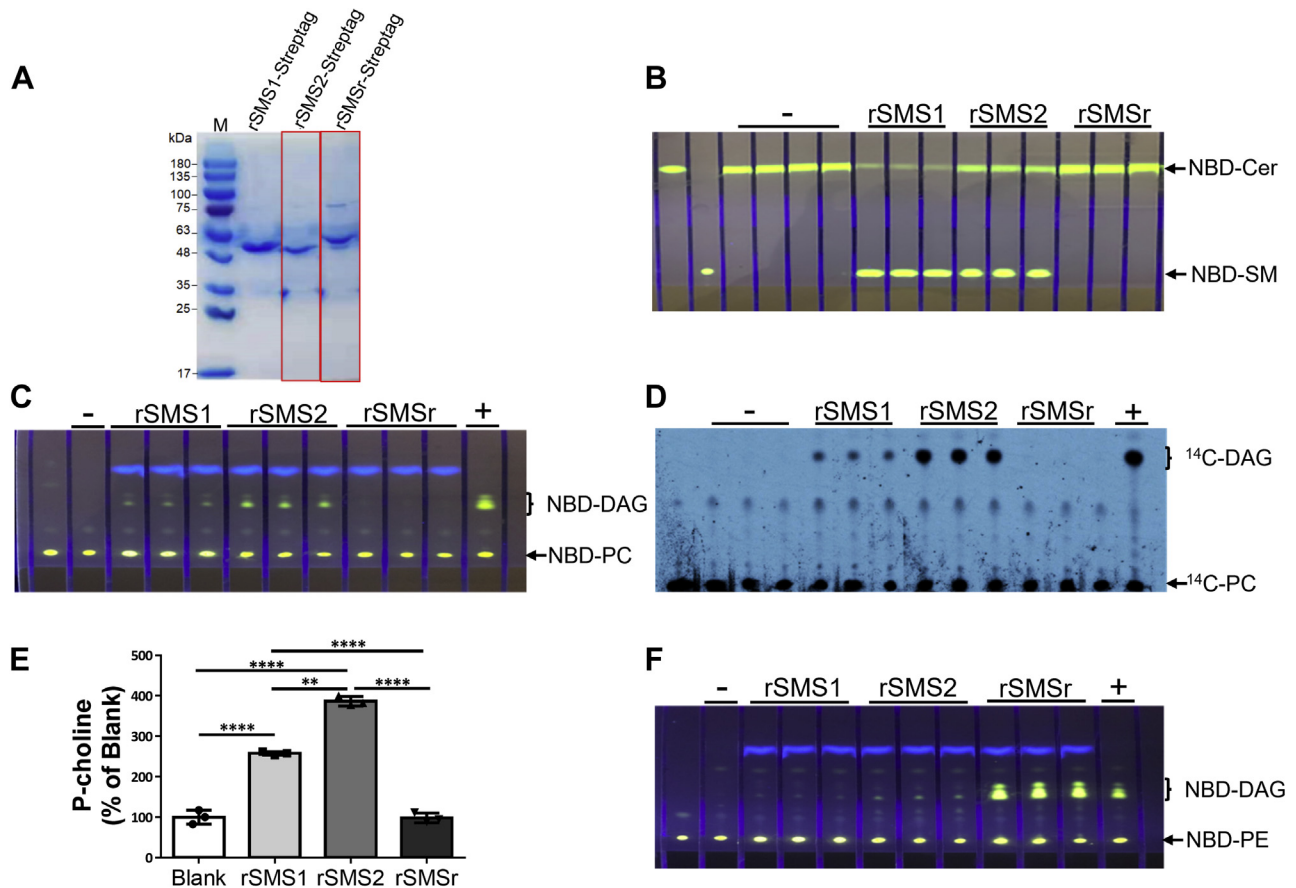 A
rSMS1-Streptag
rSMS2-Streptag
rSMSr-Streptag
M
kDa
180
135
100
75
63
48
35
25
17
B
- rSMS1 rSMS2 rSMSr
NBD-Cer
NBD-SM
C
- rSMS1 rSMS2 rSMSr +
NBD-DAG
NBD-PC
D
- rSMS1 rSMS2 rSMSr +
14C-DAG
14C-PC
E
P-choline
(% of Blank)
500
400
300
200
100
0
****
****
** ****
****
Blank rSMS1 rSMS2 rSMSr
F
- rSMS1 rSMS2 rSMSr +
NBD-DAG
NBD-PE